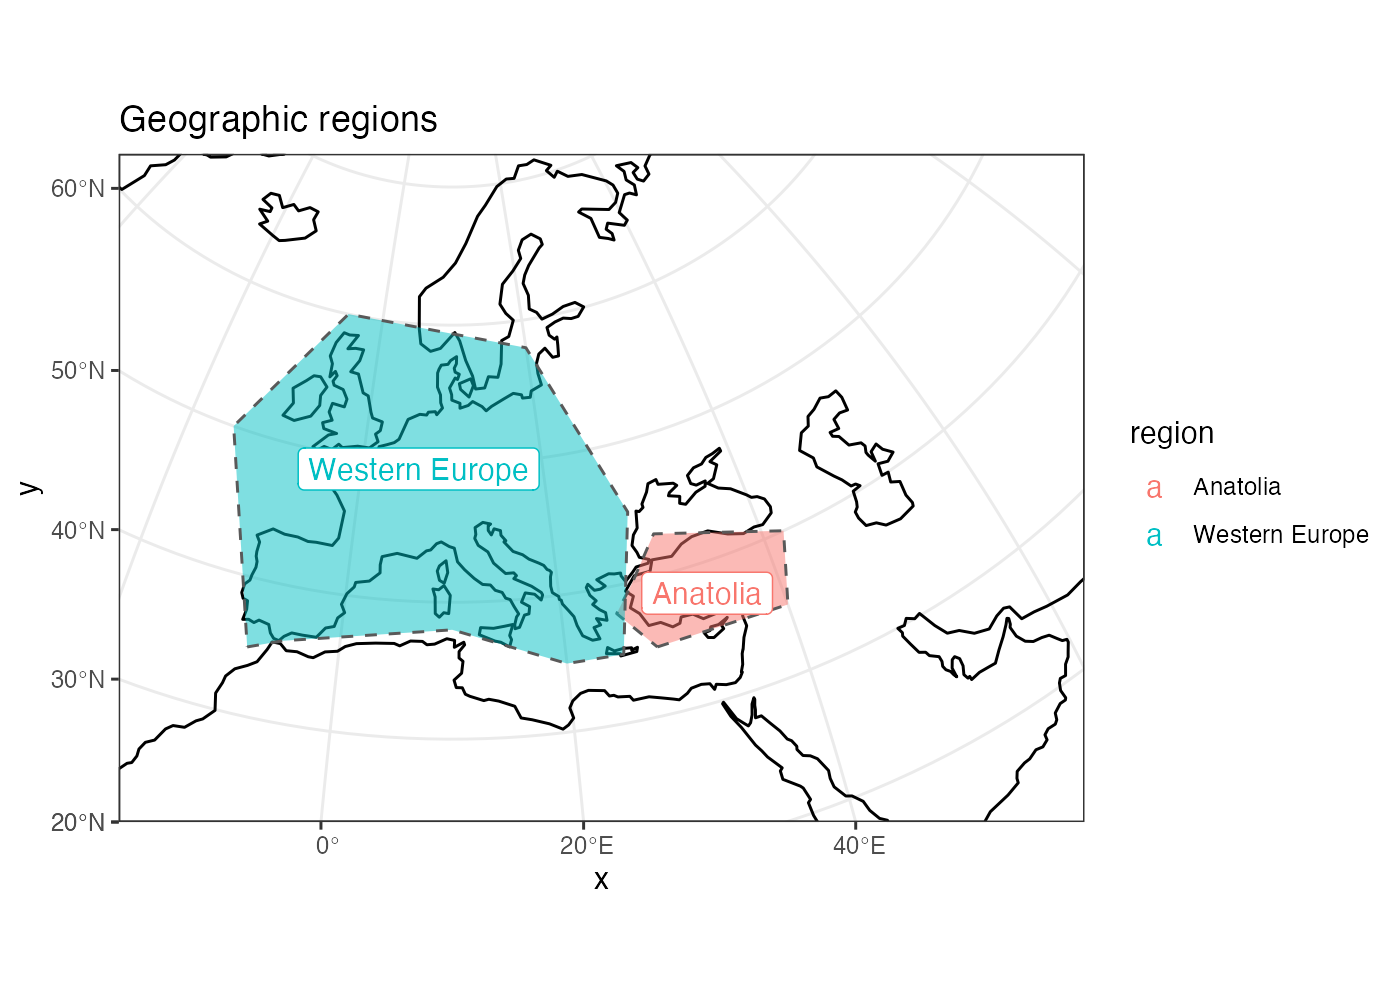 Geographic regions
60°N
50°N
40°N
30°N
20°N
y
Western Europe
Anatolia
0°
20°E
40°E
x
region
a Anatolia
a Western Europe